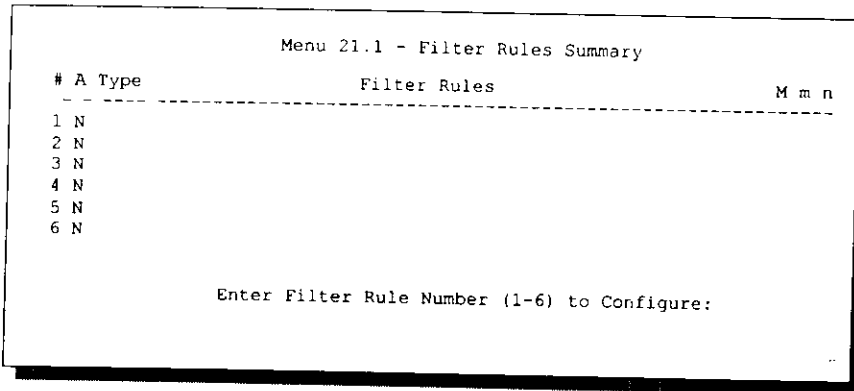 Menu 21.1 - Filter Rules Summary
# A Type Filter Rules M m n
- - ---- --------------------------------------------------------------- - - -
1 N
2 N
3 N
4 N
5 N
6 N
Enter Filter Rule Number (1-6) to Configure: